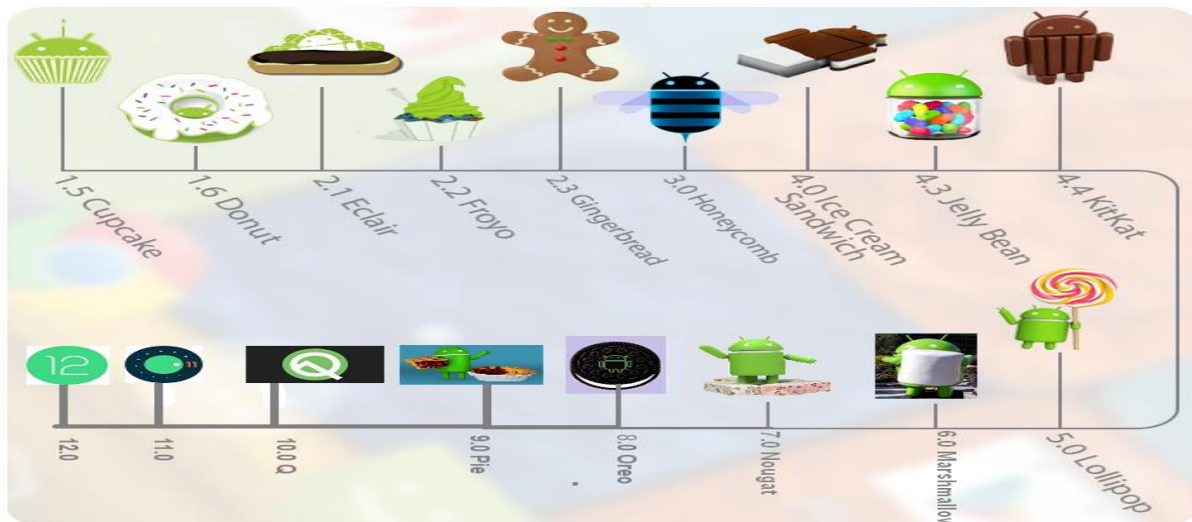 1.5 Cupcake
1.6 Donut
2.1 Eclair
2.2 Froyo
2.3 Gingerbread
3.0 Honeycomb
4.0 Ice Cream
Sandwich
4.3 Jelly Bean
4.4 KitKat
12
11
Q
12.0
11.0
10.0 Q
9.0 Pie
8.0 Oreo
7.0 Nougat
6.0 Marshmallow
5.0 Lollipop